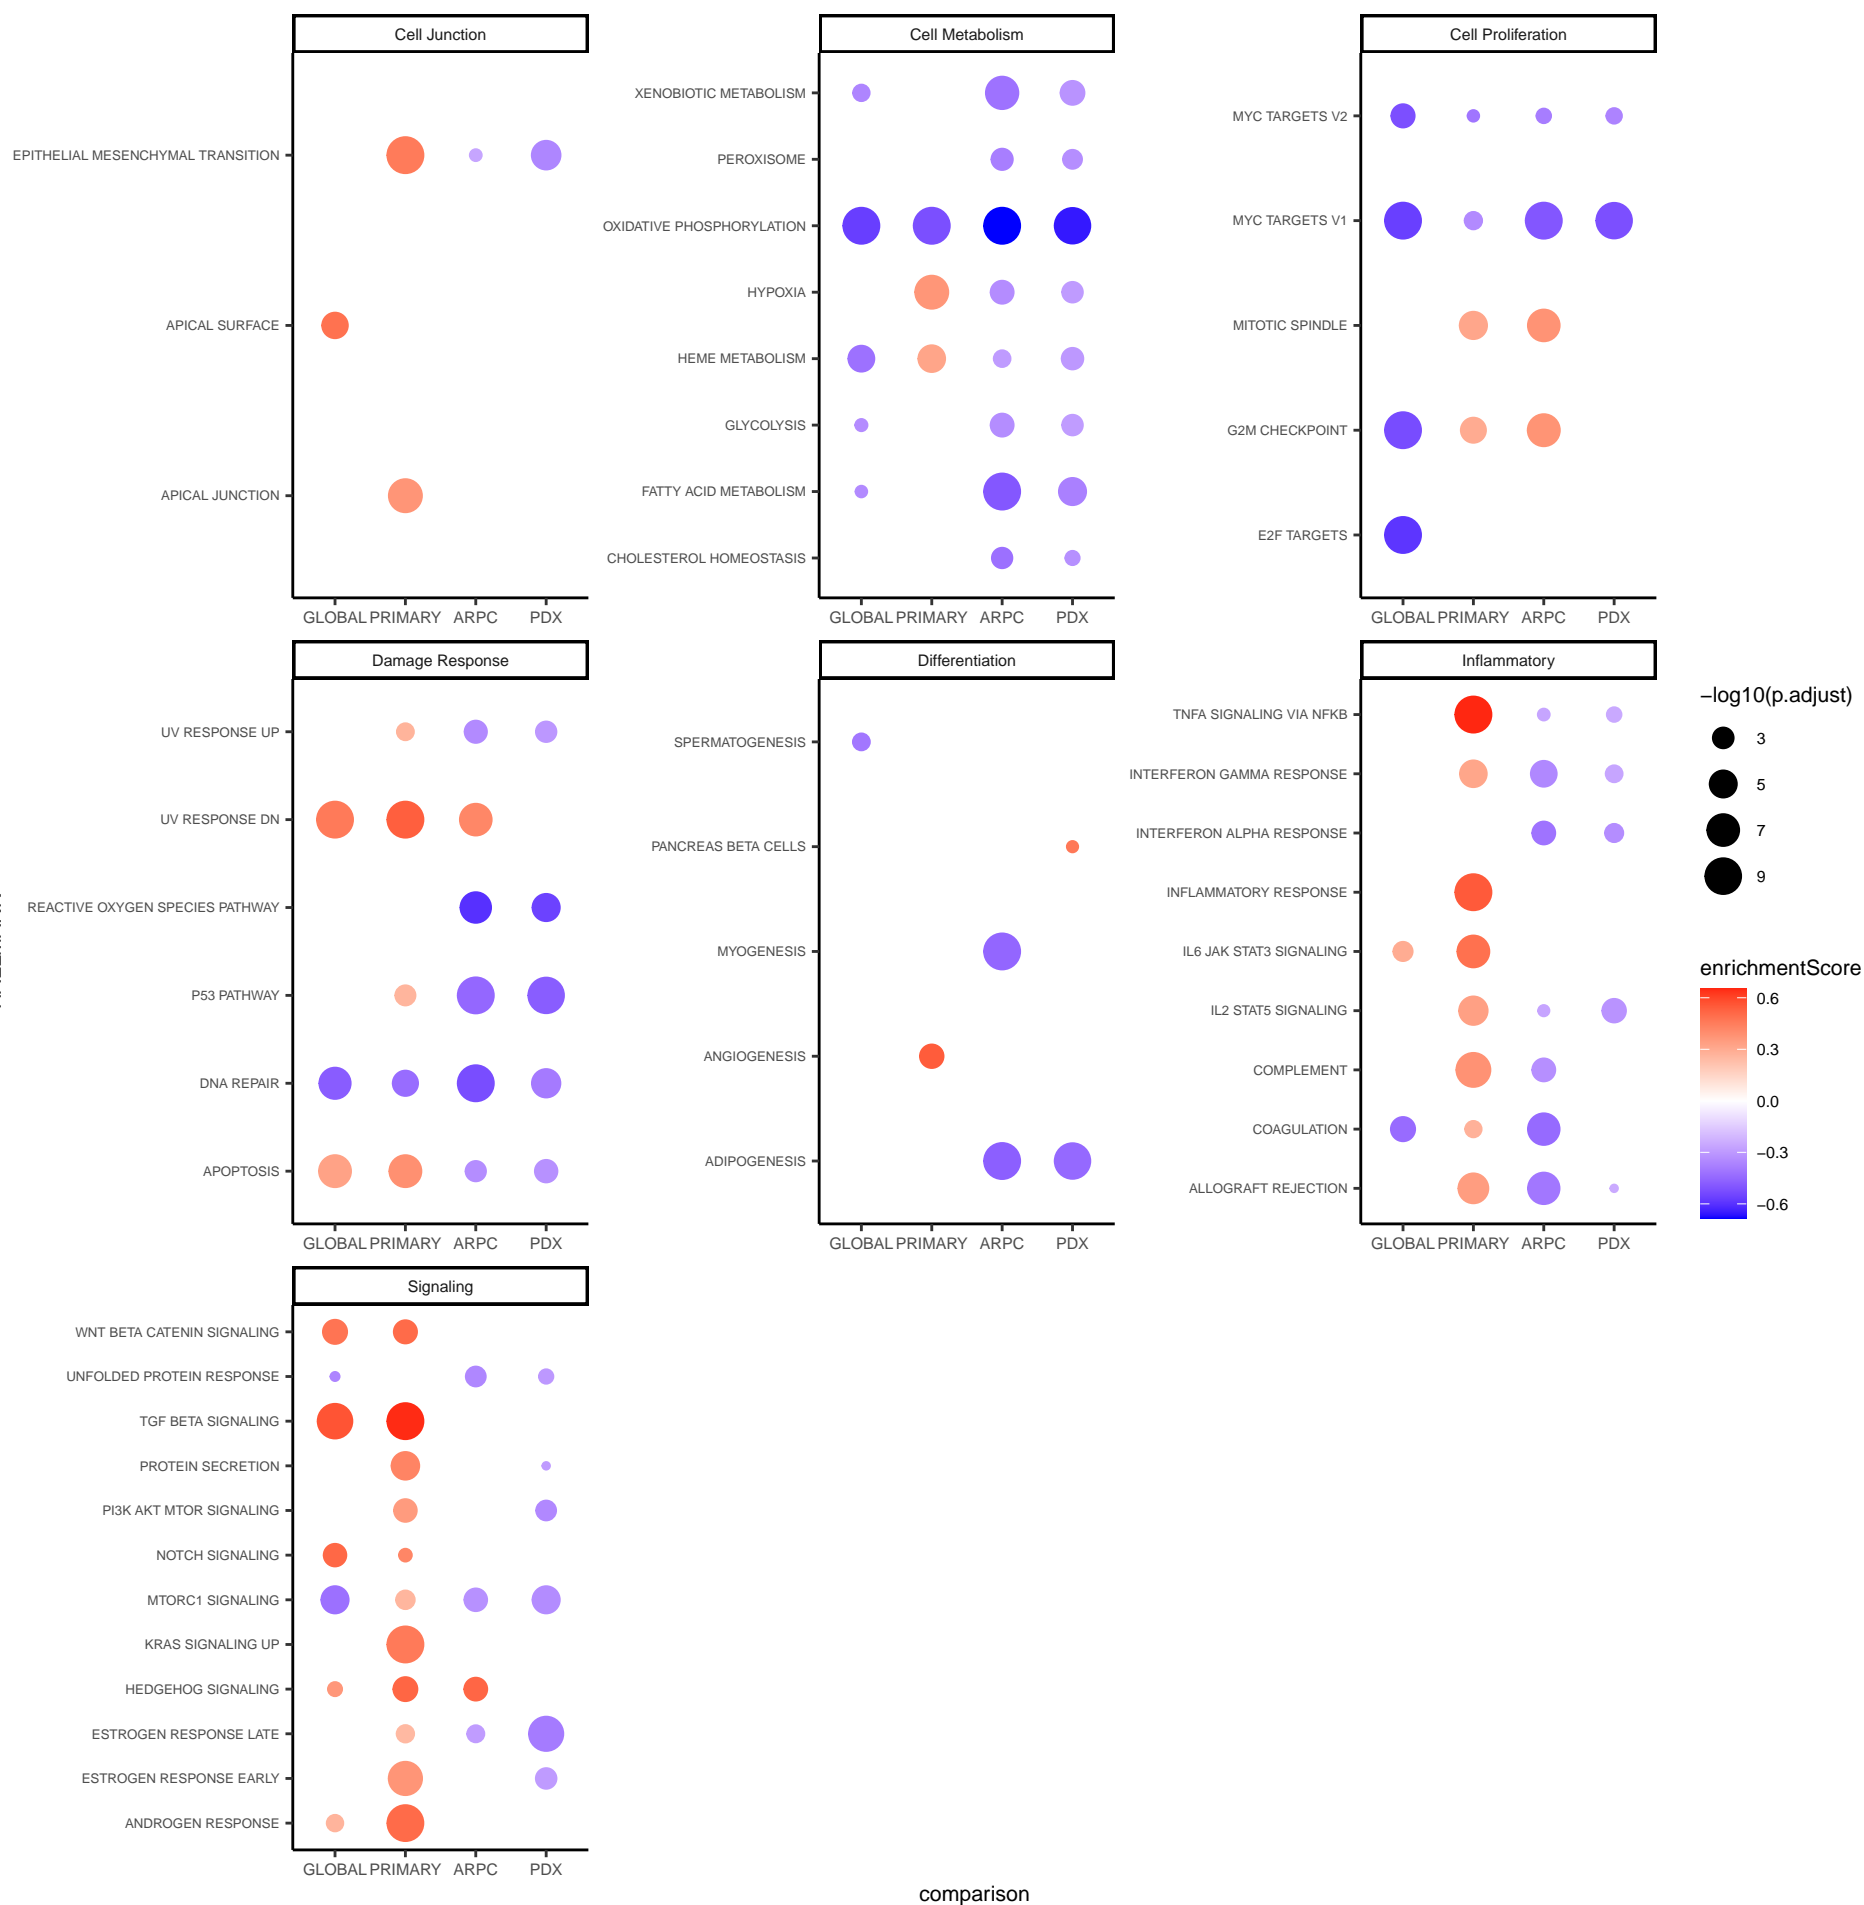 Cell Junction
EPITHELIAL MESENCHYMAL TRANSITION
APICAL SURFACE
APICAL JUNCTION
GLOBAL PRIMARY ARPC PDX
Cell Metabolism
XENOBIOTIC METABOLISM
PEROXISOME
OXIDATIVE PHOSPHORYLATION
HYPOXIA
HEME METABOLISM
GLYCOLYSIS
FATTY ACID METABOLISM
CHOLESTEROL HOMEOSTASIS
GLOBAL PRIMARY ARPC PDX
Cell Proliferation
MYC TARGETS V2
MYC TARGETS V1
MITOTIC SPINDLE
G2M CHECKPOINT
E2F TARGETS
GLOBAL PRIMARY ARPC PDX
Damage Response
UV RESPONSE UP
UV RESPONSE DN
REACTIVE OXYGEN SPECIES PATHWAY
P53 PATHWAY
DNA REPAIR
APOPTOSIS
GLOBAL PRIMARY ARPC PDX
Differentiation
SPERMATOGENESIS
PANCREAS BETA CELLS
MYOGENESIS
ANGIOGENESIS
ADIPOGENESIS
GLOBAL PRIMARY ARPC PDX
Inflammatory
TNFA SIGNALING VIA NFKB
INTERFERON GAMMA RESPONSE
INTERFERON ALPHA RESPONSE
INFLAMMATORY RESPONSE
IL6 JAK STAT3 SIGNALING
IL2 STAT5 SIGNALING
COMPLEMENT
COAGULATION
ALLOGRAFT REJECTION
GLOBAL PRIMARY ARPC PDX
−log10(p.adjust)
3
5
7
9
enrichmentScore
0.6
0.3
0.0
−0.3
−0.6
Signaling
WNT BETA CATENIN SIGNALING
UNFOLDED PROTEIN RESPONSE
TGF BETA SIGNALING
PROTEIN SECRETION
PI3K AKT MTOR SIGNALING
NOTCH SIGNALING
MTORC1 SIGNALING
KRAS SIGNALING UP
HEDGEHOG SIGNALING
ESTROGEN RESPONSE LATE
ESTROGEN RESPONSE EARLY
ANDROGEN RESPONSE
GLOBAL PRIMARY ARPC PDX
comparison